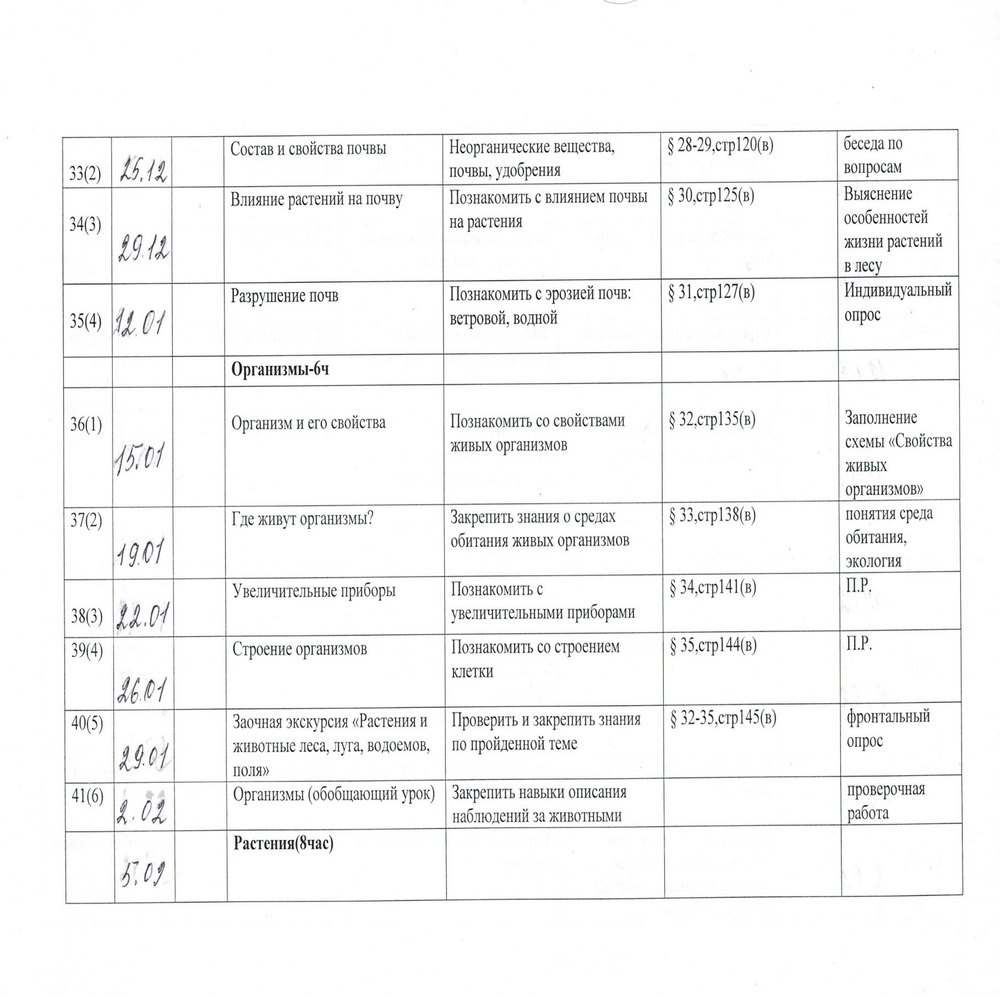 Состав и свойства почвы
Неорганические вещества,
почвы, удобрения
§ 28-29,стр120(в)
беседа по
вопросам
33(2)
25.12
Влияние растений на почву
Познакомить с влиянием почвы
на растения
§ 30,стр125(в)
Выяснение
особенностей
жизни растений
в лесу
34(3)
29.12
Разрушение почв
Познакомить с эрозией почв:
ветровой, водной
§ 31,стр127(в)
Индивидуальный
опрос
35(4)
12.01
Организмы-6ч
36(1)
15.01
Организм и его свойства
Познакомить со свойствами
живых организмов
§ 32,стр135(в)
Заполнение
схемы «Свойства
живых
организмов»
37(2)
19.01
Где живут организмы?
Закрепить знания о средах
обитания живых организмов
§ 33,стр138(в)
понятия среда
обитания,
экология
38(3)
22.01
Увеличительные приборы
Познакомить с
увеличительными приборами
§ 34,стр141(в)
П.Р.
39(4)
26.01
Строение организмов
Познакомить со строением
клетки
§ 35,стр144(в)
П.Р.
40(5)
29.01
Заочная экскурсия «Растения и
животные леса, луга, водоемов,
поля»
Проверить и закрепить знания
по пройденной теме
§ 32-35,стр145(в)
фронтальный
опрос
41(6)
2.02
Организмы (обобщающий урок)
Закрепить навыки описания
наблюдений за животными
проверочная
работа
5.02
Растения(8час)